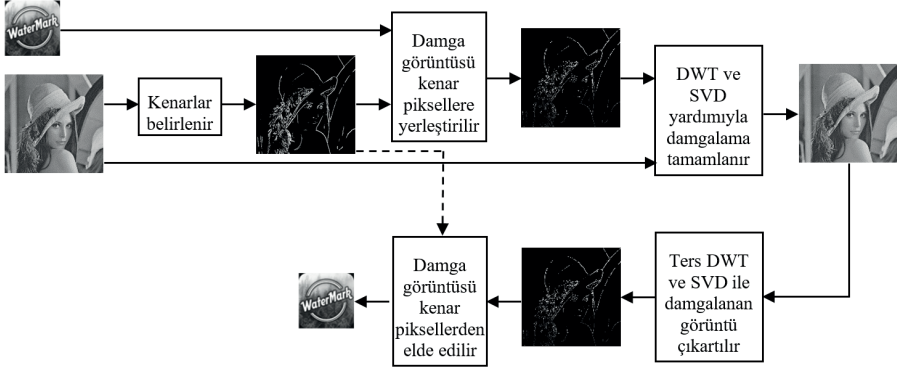 WaterMark
Damga
görüntüsü
kenar
piksellere
yerleştirilir
Kenarlar
belirlenir
DWT ve
SVD
yardımıyla
damgalama
tamamlanır
Ters DWT
ve SVD ile
damgalanan
görüntü
çıkartılır
Damga
görüntüsü
kenar
piksellerden
elde edilir
WaterMark